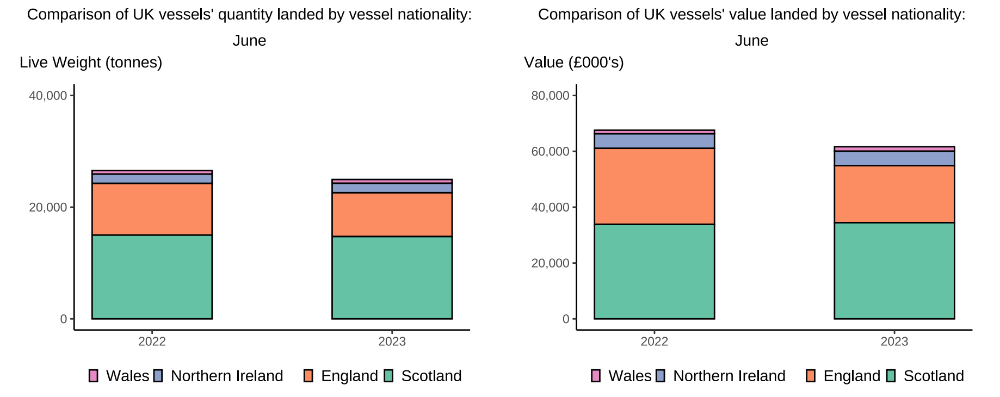 Comparison of UK vessels' quantity landed by vessel nationality:
June
Live Weight (tonnes)
40,000
20,000
0
2022 2023
Wales Northern Ireland England Scotland
Comparison of UK vessels' value landed by vessel nationality:
June
Value (£000's)
80,000
60,000
40,000
20,000
0
2022 2023
Wales Northern Ireland England Scotland